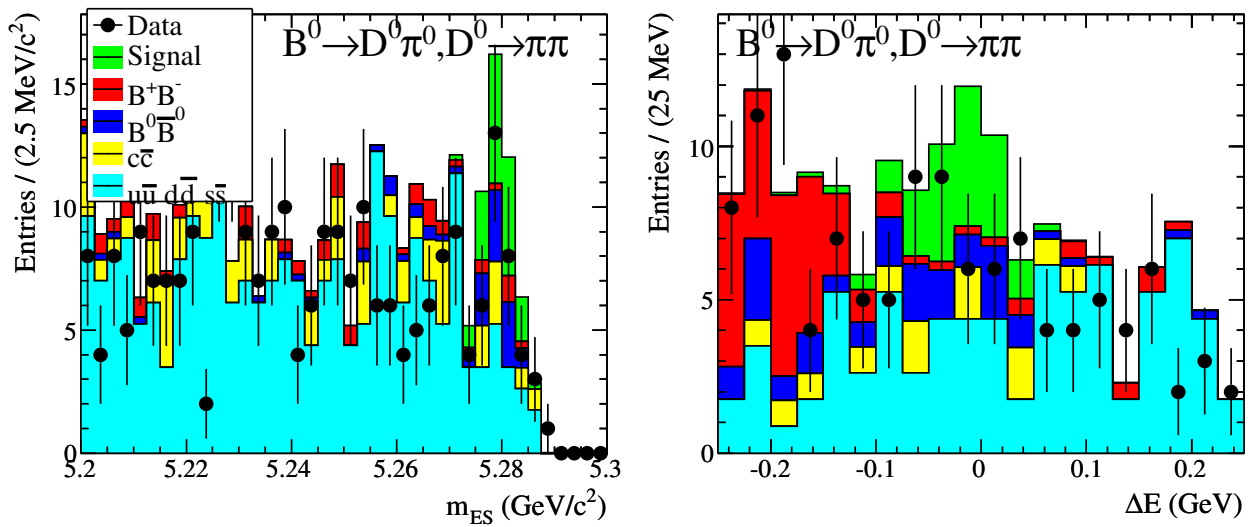 B⁰→D⁰π⁰,D⁰→ππ
Data
Signal
B⁺B⁻
B⁰B̅⁰
cc̅
uu̅ dd̅ ss̅
Entries / (2.5 MeV/c²)
15
10
5
0
5.2 5.22 5.24 5.26 5.28 5.3
m_ES (GeV/c²)
B⁰→D⁰π⁰,D⁰→ππ
Entries / (25 MeV)
10
5
0
-0.2 -0.1 0 0.1 0.2
ΔE (GeV)